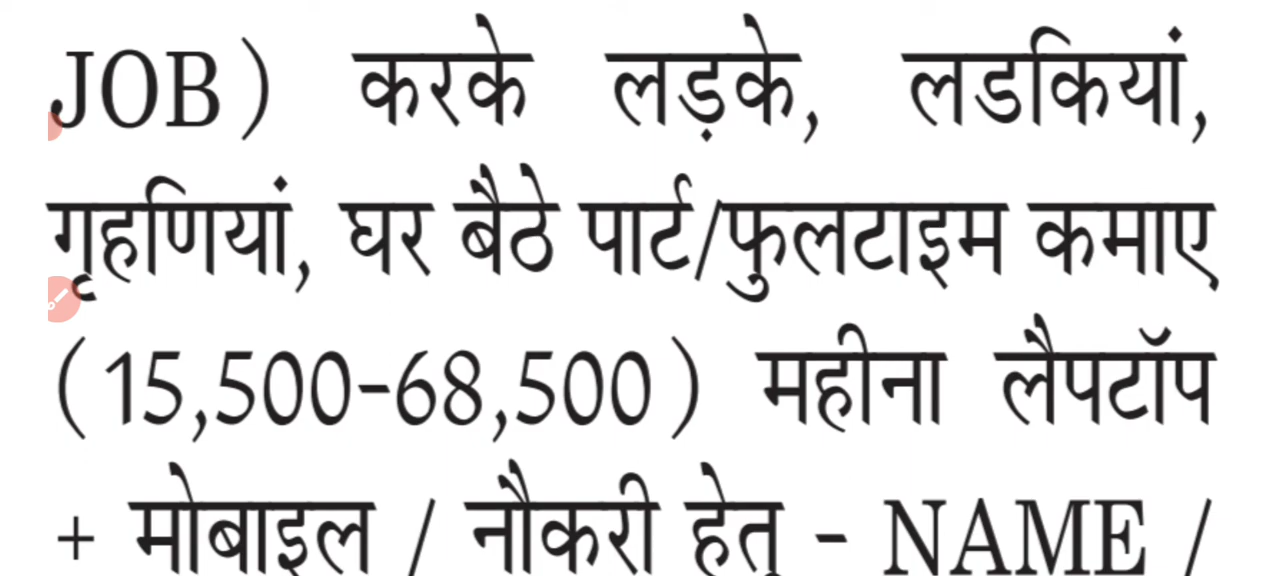 JOB) करके लड़के, लडकियां,
गृहणियां, घर बैठे पार्ट/फुलटाइम कमाए
(15,500-68,500) महीना लैपटॉप
+ मोबाइल / नौकरी हेतु - NAME /